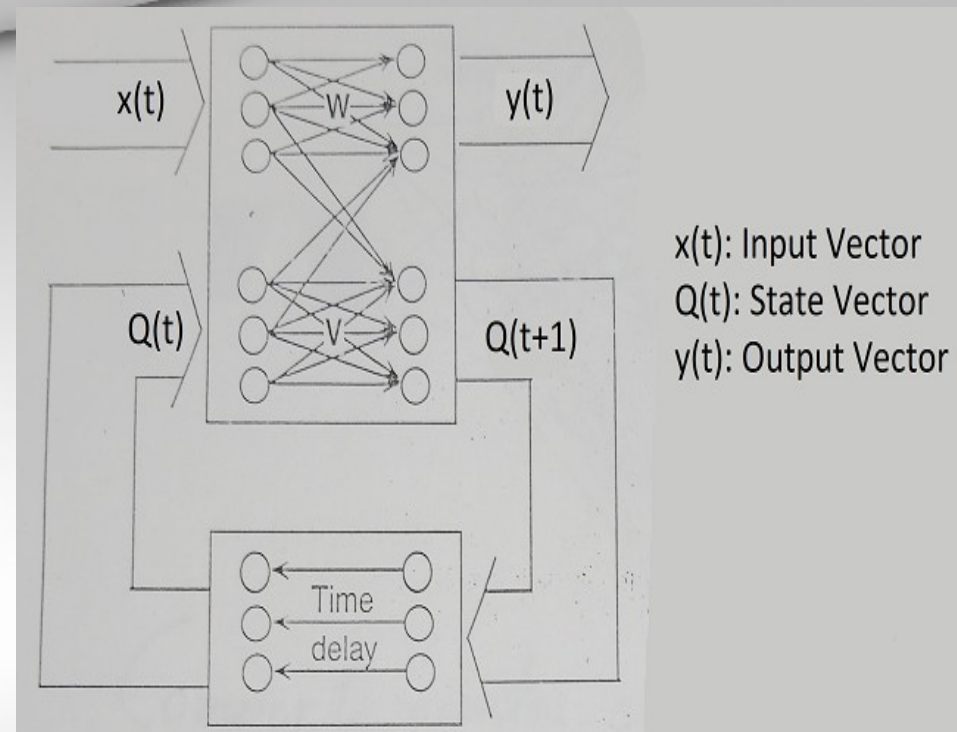 x(t)
W
y(t)
Q(t)
V
Q(t+1)
Time
delay
x(t): Input Vector
Q(t): State Vector
y(t): Output Vector